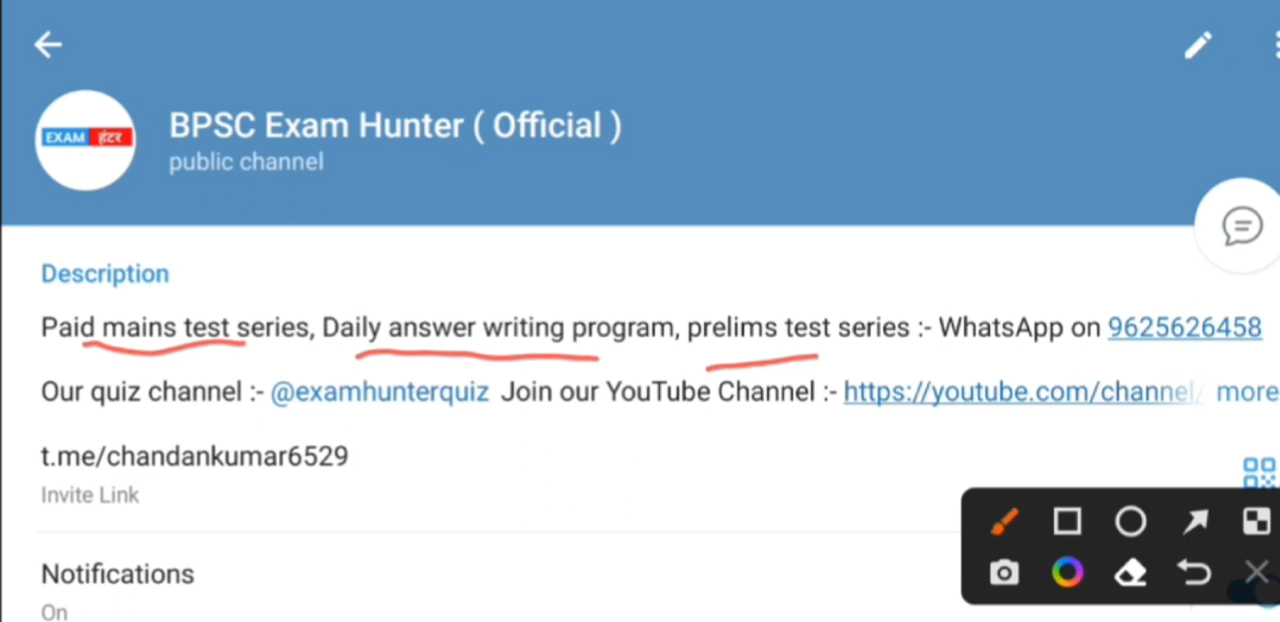 BPSC Exam Hunter ( Official )
EXAM हंटर
public channel
Description
Paid mains test series, Daily answer writing program, prelims test series :- WhatsApp on 9625626458
Our quiz channel :- @examhunterquiz Join our YouTube Channel :- https://youtube.com/channel/ more
t.me/chandankumar6529
Invite Link
Notifications
On